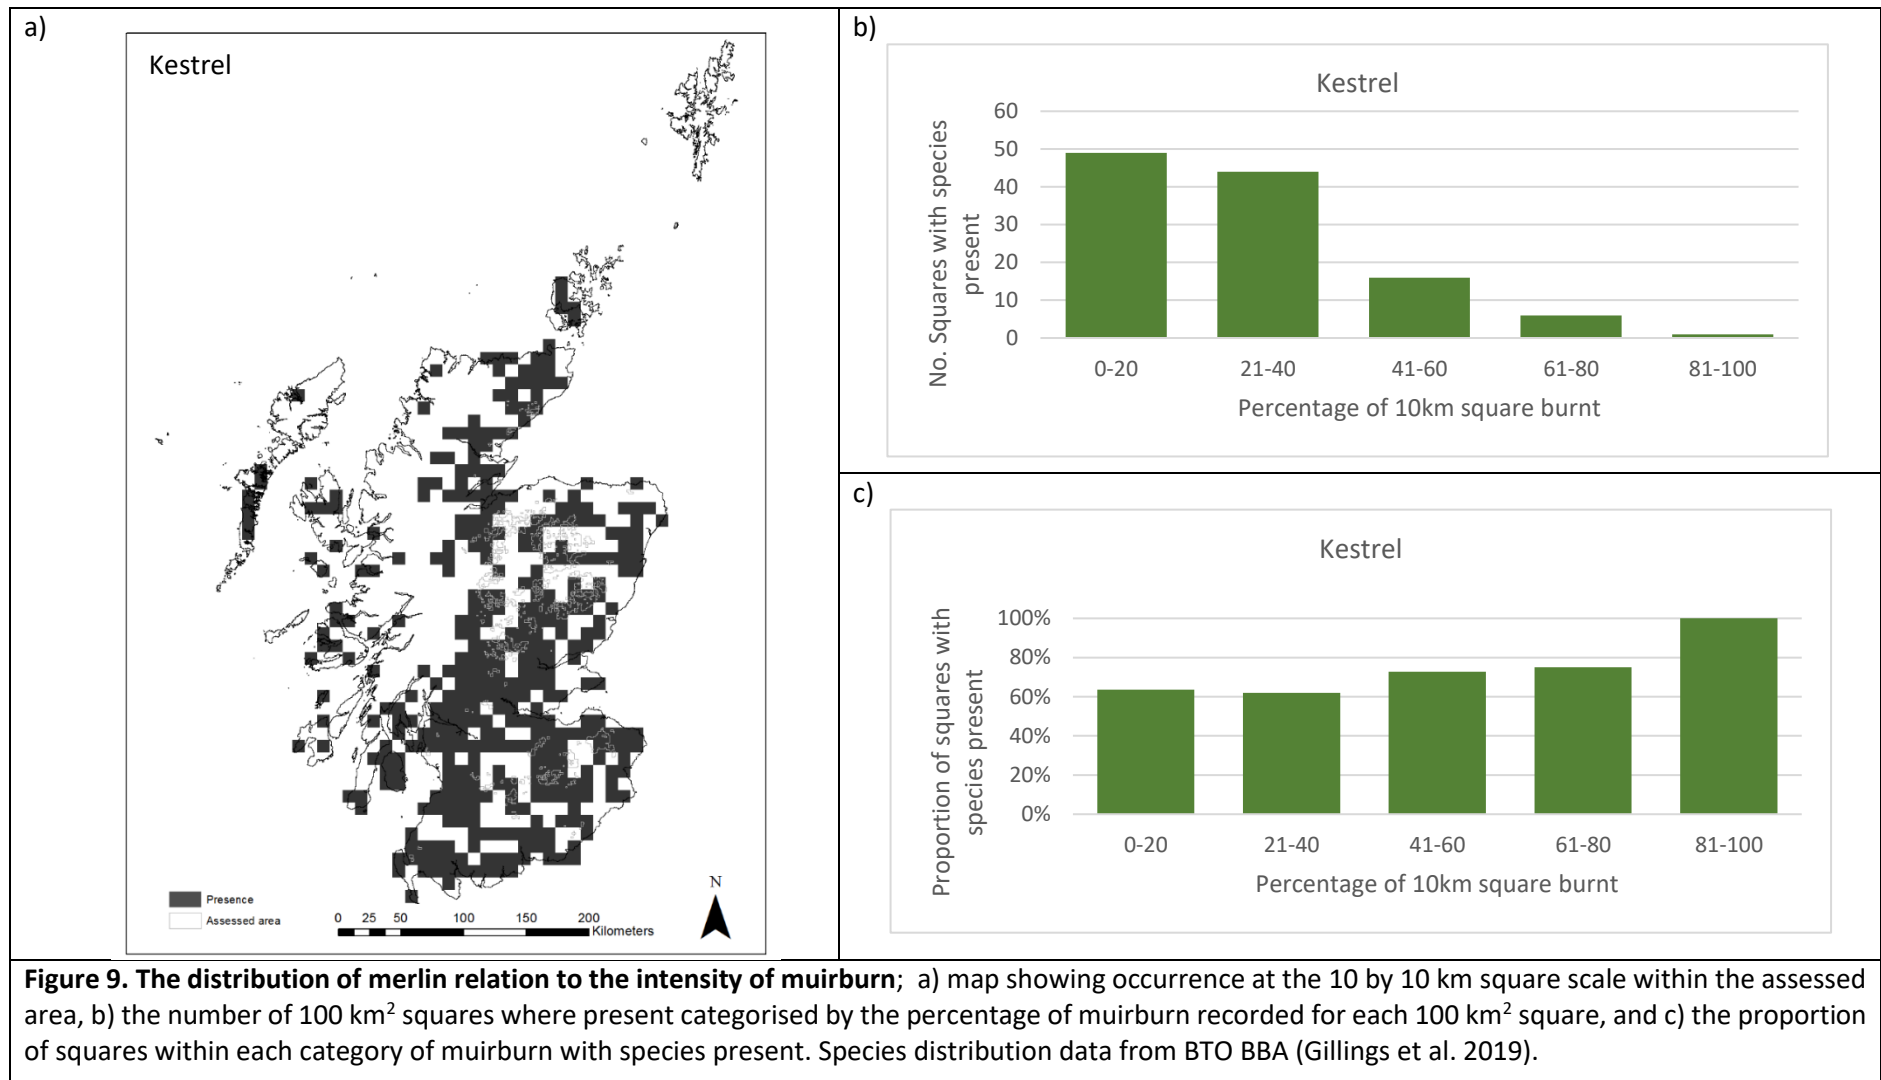 a)
Kestrel
N
Presence
Assessed area
0 25 50 100 150 200
Kilometers
b)
Kestrel
No. Squares with species
present
60
50
40
30
20
10
0
0-20 21-40 41-60 61-80 81-100
Percentage of 10km square burnt
c)
Kestrel
Proportion of squares with
species present
100%
80%
60%
40%
20%
0%
0-20 21-40 41-60 61-80 81-100
Percentage of 10km square burnt
Figure 9. The distribution of merlin relation to the intensity of muirburn; a) map showing occurrence at the 10 by 10 km square scale within the assessed
area, b) the number of 100 km² squares where present categorised by the percentage of muirburn recorded for each 100 km² square, and c) the proportion
of squares within each category of muirburn with species present. Species distribution data from BTO BBA (Gillings et al. 2019).